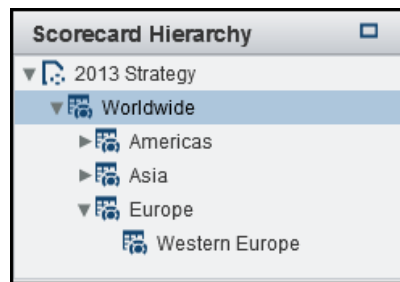 Scorecard Hierarchy
2013 Strategy
Worldwide
Americas
Asia
Europe
Western Europe